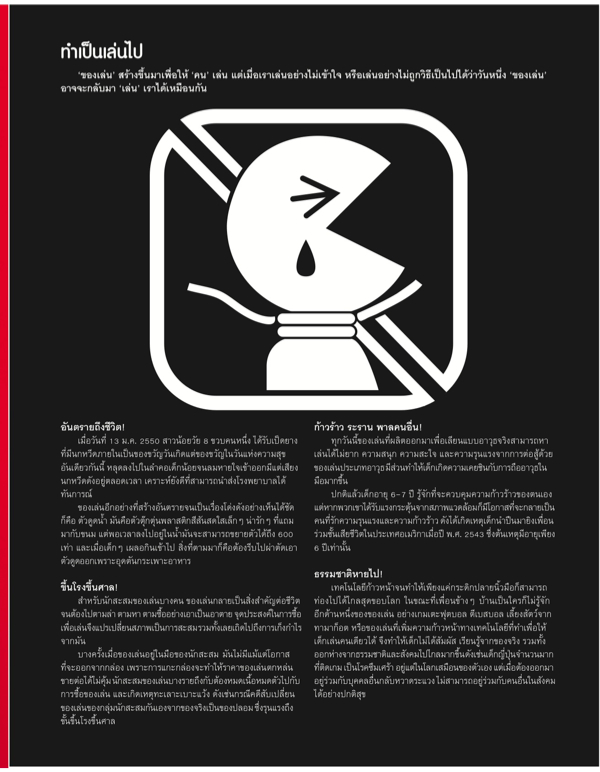 ทำเป็นเล่นไป
'ของเล่น' สร้างขึ้นมาเพื่อให้ 'คน' เล่น แต่เมื่อเราเล่นอย่างไม่เข้าใจ หรือเล่นอย่างไม่ถูกวิธีเป็นไปได้ว่าวันหนึ่ง 'ของเล่น'
อาจจะกลับมา 'เล่น' เราได้เหมือนกัน
อันตรายถึงชีวิต!
เมื่อวันที่ 13 ม.ค. 2550 สาวน้อยวัย 8 ขวบคนหนึ่ง ได้รับเป็ดยาง
ที่มีนกหวีดภายในเป็นของขวัญวันเกิดแต่ของขวัญในวันแห่งความสุข
อันเดียวกันนี้ หลุดลงไปในลำคอเด็กน้อยจนลมหายใจเข้าออกมีแต่เสียง
นกหวีดดังอยู่ตลอดเวลา เคราะห์ยังดีที่สามารถนำส่งโรงพยาบาลได้
ทันการณ์
ของเล่นอีกอย่างที่สร้างอันตรายจนเป็นเรื่องโด่งดังอย่างเห็นได้ชัด
ก็คือ ตัวดูดน้ำ มันคือตัวตุ๊กตุ่นพลาสติกสีสันสดใสเล็กๆ น่ารักๆ ที่แถม
มากับขนม แต่พอเวลาลงไปอยู่ในน้ำมันจะสามารถขยายตัวได้ถึง 600
เท่า และเมื่อเด็กๆ เผลอกินเข้าไป สิ่งที่ตามมาก็คือต้องรีบไปผ่าตัดเอา
ตัวดูดออกเพราะอุดตันกระเพาะอาหาร
ขึ้นโรงขึ้นศาล!
สำหรับนักสะสมของเล่นบางคน ของเล่นกลายเป็นสิ่งสำคัญต่อชีวิต
จนต้องไปตามล่า ตามหา ตามซื้ออย่างเอาเป็นเอาตาย จุดประสงค์ในการซื้อ
เพื่อเล่นจึงแปรเปลี่ยนสภาพเป็นการสะสมรวมทั้งเลยเถิดไปถึงการเก็งกำไร
จากมัน
บางครั้งเมื่อของเล่นอยู่ในมือของนักสะสม มันไม่มีแม้แต่โอกาส
ที่จะออกจากกล่อง เพราะการแกะกล่องจะทำให้ราคาของเล่นตกหล่น
ขายต่อได้ไม่คุ้ม นักสะสมของเล่นบางรายถึงกับต้องหมดเนื้อหมดตัวไปกับ
การซื้อของเล่น และเกิดเหตุทะเลาะเบาะแว้ง ดังเช่นกรณีคดีสับเปลี่ยน
ของเล่นของกลุ่มนักสะสมกันเองจากของจริงเป็นของปลอม ซึ่งรุนแรงถึง
ขั้นขึ้นโรงขึ้นศาล
ก้าวร้าว ระราน พาลคนอื่น!
ทุกวันนี้ของเล่นที่ผลิตออกมาเพื่อเลียนแบบอาวุธจริงสามารถหา
เล่นได้ไม่ยาก ความสนุก ความสะใจ และความรุนแรงจากการต่อสู้ด้วย
ของเล่นประเภทอาวุธมีส่วนทำให้เด็กเกิดความเคยชินกับการถืออาวุธใน
มือมากขึ้น
ปกติแล้วเด็กอายุ 6-7 ปี รู้จักที่จะควบคุมความก้าวร้าวของตนเอง
แต่หากพวกเขาได้รับแรงกระตุ้นจากสภาพแวดล้อมก็มีโอกาสที่จะกลายเป็น
คนที่รักความรุนแรงและความก้าวร้าว ดังได้เกิดเหตุเด็กนำปืนมายิงเพื่อน
ร่วมชั้นเสียชีวิตในประเทศอเมริกาเมื่อปี พ.ศ. 2543 ซึ่งต้นเหตุมีอายุเพียง
6 ปีเท่านั้น
ธรรมชาติหายไป!
เทคโนโลยีก้าวหน้าจนทำให้เพียงแค่กระดิกปลายนิ้วมือก็สามารถ
ท่องไปได้ไกลสุดขอบโลก ในขณะที่เพื่อนข้างๆ บ้านเป็นใครก็ไม่รู้จัก
อีกด้านหนึ่งของของเล่น อย่างเกมเตะฟุตบอล ตีเบสบอล เลี้ยงสัตว์จาก
ทามาก็อต หรือของเล่นที่เพิ่มความก้าวหน้าทางเทคโนโลยีที่ทำเพื่อให้
เด็กเล่นคนเดียวได้ จึงทำให้เด็กไม่ได้สัมผัส เรียนรู้จากของจริง รวมทั้ง
ออกห่างจากธรรมชาติและสังคมไปไกลมากขึ้นดังเช่นเด็กญี่ปุ่นจำนวนมาก
ที่ติดเกม เป็นโรคซึมเศร้า อยู่แต่ในโลกเสมือนของตัวเอง แต่เมื่อต้องออกมา
อยู่ร่วมกับบุคคลอื่นกลับหวาดระแวง ไม่สามารถอยู่ร่วมกับคนอื่นในสังคม
ได้อย่างปกติสุข